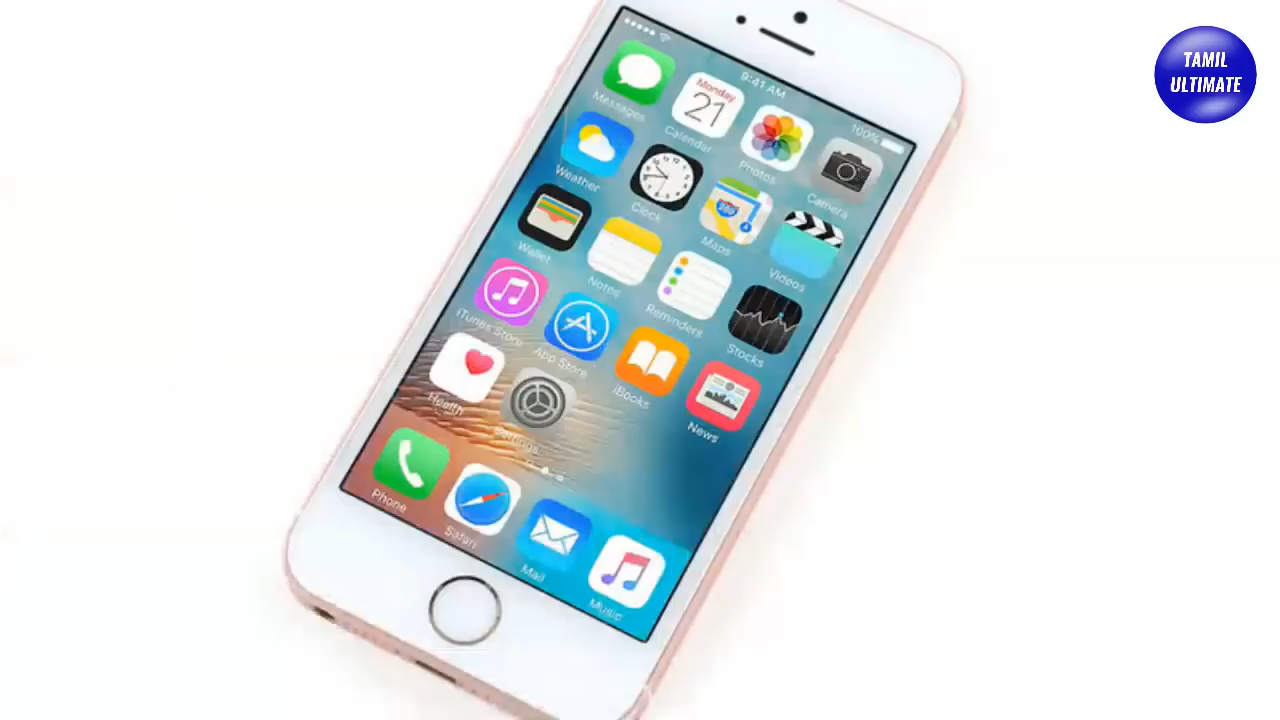 TAMIL
ULTIMATE
9:41 AM
100%
Messages
Monday
21
Calendar
Photos
Camera
Weather
Clock
Maps
Videos
Wallet
Notes
Reminders
Stocks
iTunes Store
App Store
iBooks
News
Health
Settings
Phone
Safari
Mail
Music